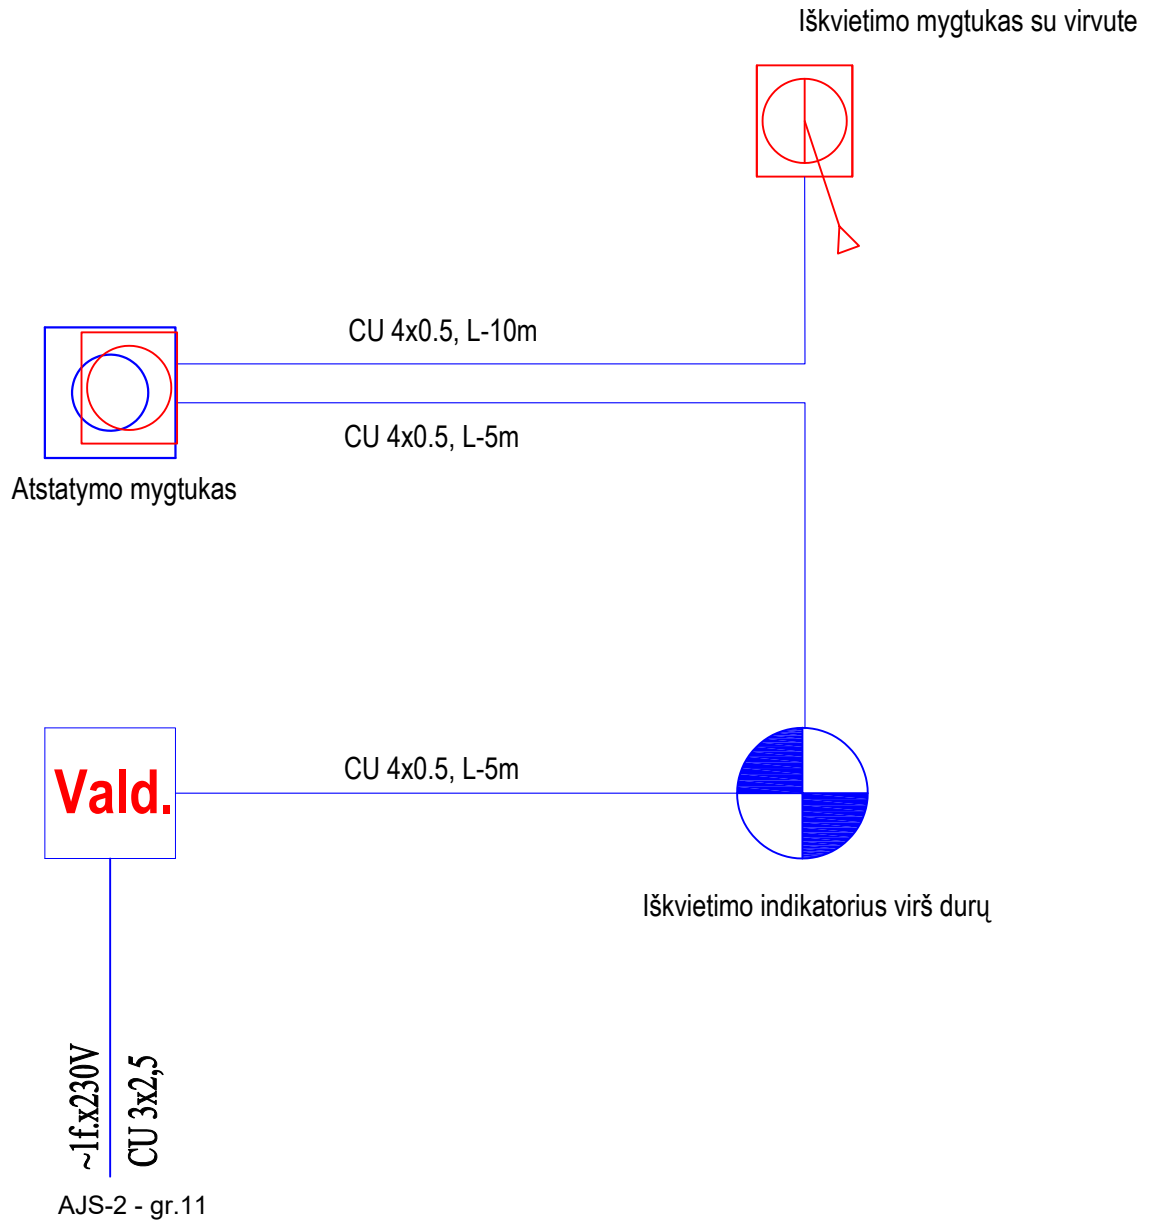 Iškvietimo mygtukas su virvute
CU 4x0.5, L-10m
CU 4x0.5, L-5m
Atstatymo mygtukas
Vald.
CU 4x0.5, L-5m
Iškvietimo indikatorius virš durų
~1f.x230V
CU 3x2,5
AJS-2 - gr.11